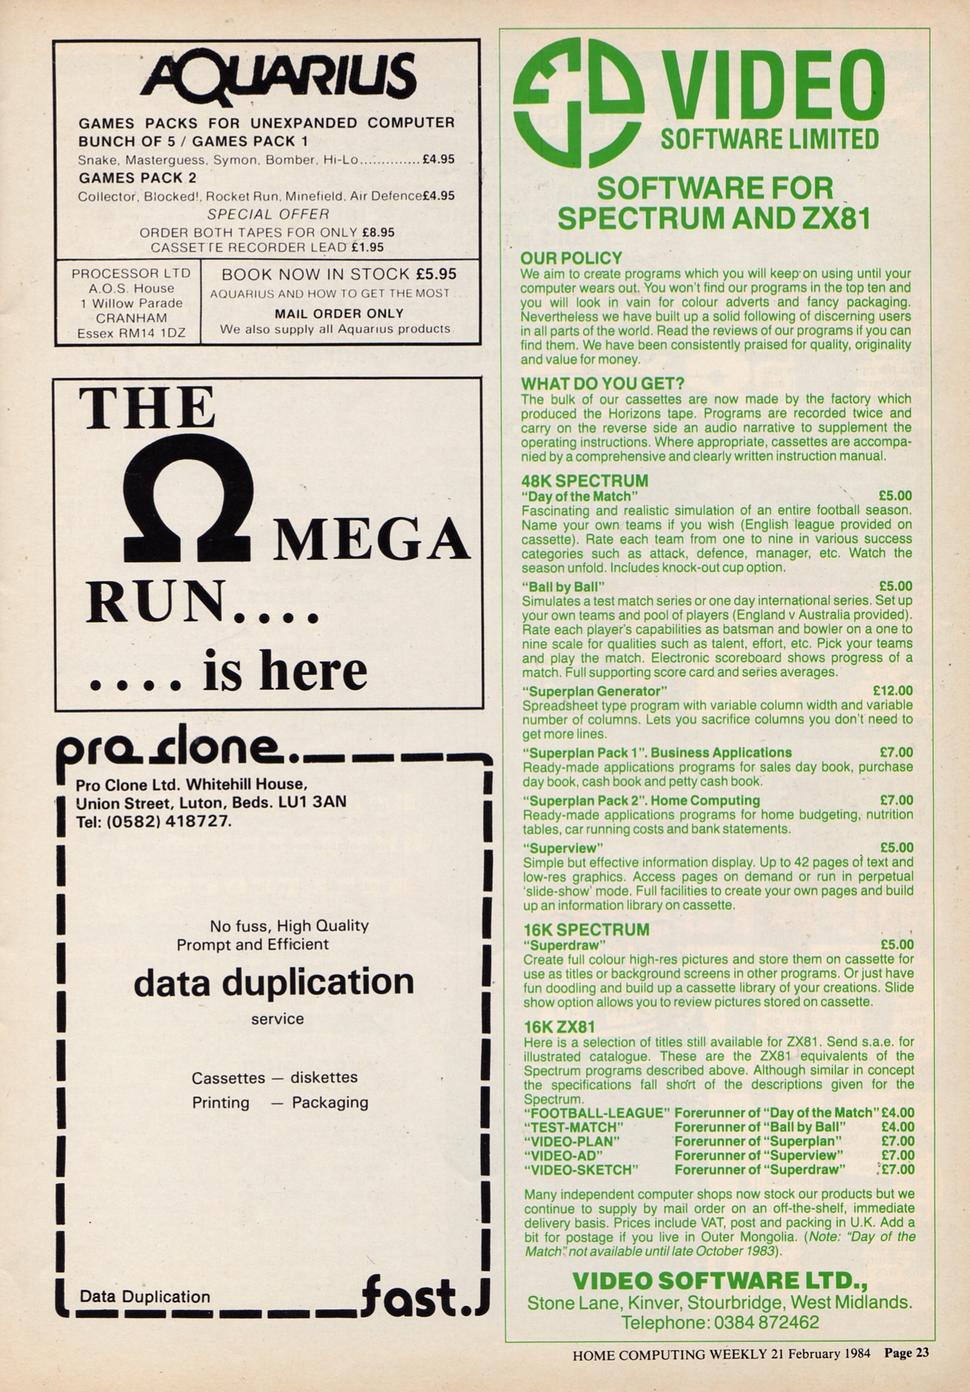 AQUARIUS
GAMES PACKS FOR UNEXPANDED COMPUTER
BUNCH OF 5 / GAMES PACK 1
Snake, Masterguess, Symon, Bomber, Hi-Lo.............£4.95
GAMES PACK 2
Collector, Blocked!, Rocket Run, Minefield, Air Defence£4.95
SPECIAL OFFER
ORDER BOTH TAPES FOR ONLY £8.95
CASSETTE RECORDER LEAD £1.95
PROCESSOR LTD
A.O.S. House
1 Willow Parade
CRANHAM
Essex RM14 1DZ
BOOK NOW IN STOCK £5.95
AQUARIUS AND HOW TO GET THE MOST
MAIL ORDER ONLY
We also supply all Aquarius products
THE
Ω MEGA
RUN....
.... is here
pro clone.
Pro Clone Ltd. Whitehill House,
Union Street, Luton, Beds. LU1 3AN
Tel: (0582) 418727.
No fuss, High Quality
Prompt and Efficient
data duplication
service
Cassettes — diskettes
Printing — Packaging
Data Duplication
fast.
VIDEO
SOFTWARE LIMITED
SOFTWARE FOR
SPECTRUM AND ZX81
OUR POLICY
We aim to create programs which you will keep on using until your
computer wears out. You won't find our programs in the top ten and
you will look in vain for colour adverts and fancy packaging.
Nevertheless we have built up a solid following of discerning users
in all parts of the world. Read the reviews of our programs if you can
find them. We have been consistently praised for quality, originality
and value for money.
WHAT DO YOU GET?
The bulk of our cassettes are now made by the factory which
produced the Horizons tape. Programs are recorded twice and
carry on the reverse side an audio narrative to supplement the
operating instructions. Where appropriate, cassettes are accompa-
nied by a comprehensive and clearly written instruction manual.
48K SPECTRUM
"Day of the Match" £5.00
Fascinating and realistic simulation of an entire football season.
Name your own teams if you wish (English league provided on
cassette). Rate each team from one to nine in various success
categories such as attack, defence, manager, etc. Watch the
season unfold. Includes knock-out cup option.
"Ball by Ball" £5.00
Simulates a test match series or one day international series. Set up
your own teams and pool of players (England v Australia provided).
Rate each player's capabilities as batsman and bowler on a one to
nine scale for qualities such as talent, effort, etc. Pick your teams
and play the match. Electronic scoreboard shows progress of a
match. Full supporting score card and series averages.
"Superplan Generator" £12.00
Spreadsheet type program with variable column width and variable
number of columns. Lets you sacrifice columns you don't need to
get more lines.
"Superplan Pack 1". Business Applications £7.00
Ready-made applications programs for sales day book, purchase
day book, cash book and petty cash book.
"Superplan Pack 2". Home Computing £7.00
Ready-made applications programs for home budgeting, nutrition
tables, car running costs and bank statements.
"Superview" £5.00
Simple but effective information display. Up to 42 pages of text and
low-res graphics. Access pages on demand or run in perpetual
'slide-show' mode. Full facilities to create your own pages and build
up an information library on cassette.
16K SPECTRUM
"Superdraw" £5.00
Create full colour high-res pictures and store them on cassette for
use as titles or background screens in other programs. Or just have
fun doodling and build up a cassette library of your creations. Slide
show option allows you to review pictures stored on cassette.
16K ZX81
Here is a selection of titles still available for ZX81. Send s.a.e. for
illustrated catalogue. These are the ZX81 equivalents of the
Spectrum programs described above. Although similar in concept
the specifications fall short of the descriptions given for the
Spectrum.
"FOOTBALL-LEAGUE" Forerunner of "Day of the Match" £4.00
"TEST-MATCH" Forerunner of "Ball by Ball" £4.00
"VIDEO-PLAN" Forerunner of "Superplan" £7.00
"VIDEO-AD" Forerunner of "Superview" £7.00
"VIDEO-SKETCH" Forerunner of "Superdraw" £7.00
Many independent computer shops now stock our products but we
continue to supply by mail order on an off-the-shelf, immediate
delivery basis. Prices include VAT, post and packing in U.K. Add a
bit for postage if you live in Outer Mongolia. (Note: "Day of the
Match" not available until late October 1983).
VIDEO SOFTWARE LTD.,
Stone Lane, Kinver, Stourbridge, West Midlands.
Telephone: 0384 872462
HOME COMPUTING WEEKLY 21 February 1984 Page 23